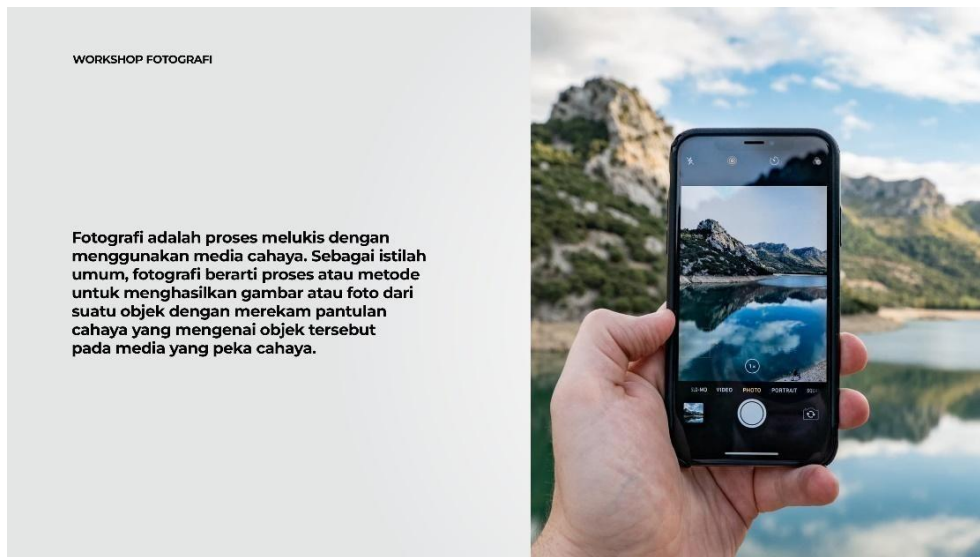 WORKSHOP FOTOGRAFI
Fotografi adalah proses melukis dengan
menggunakan media cahaya. Sebagai istilah
umum, fotografi berarti proses atau metode
untuk menghasilkan gambar atau foto dari
suatu objek dengan merekam pantulan
cahaya yang mengenai objek tersebut
pada media yang peka cahaya.
1x
VIDEO PHOTO PORTRAIT